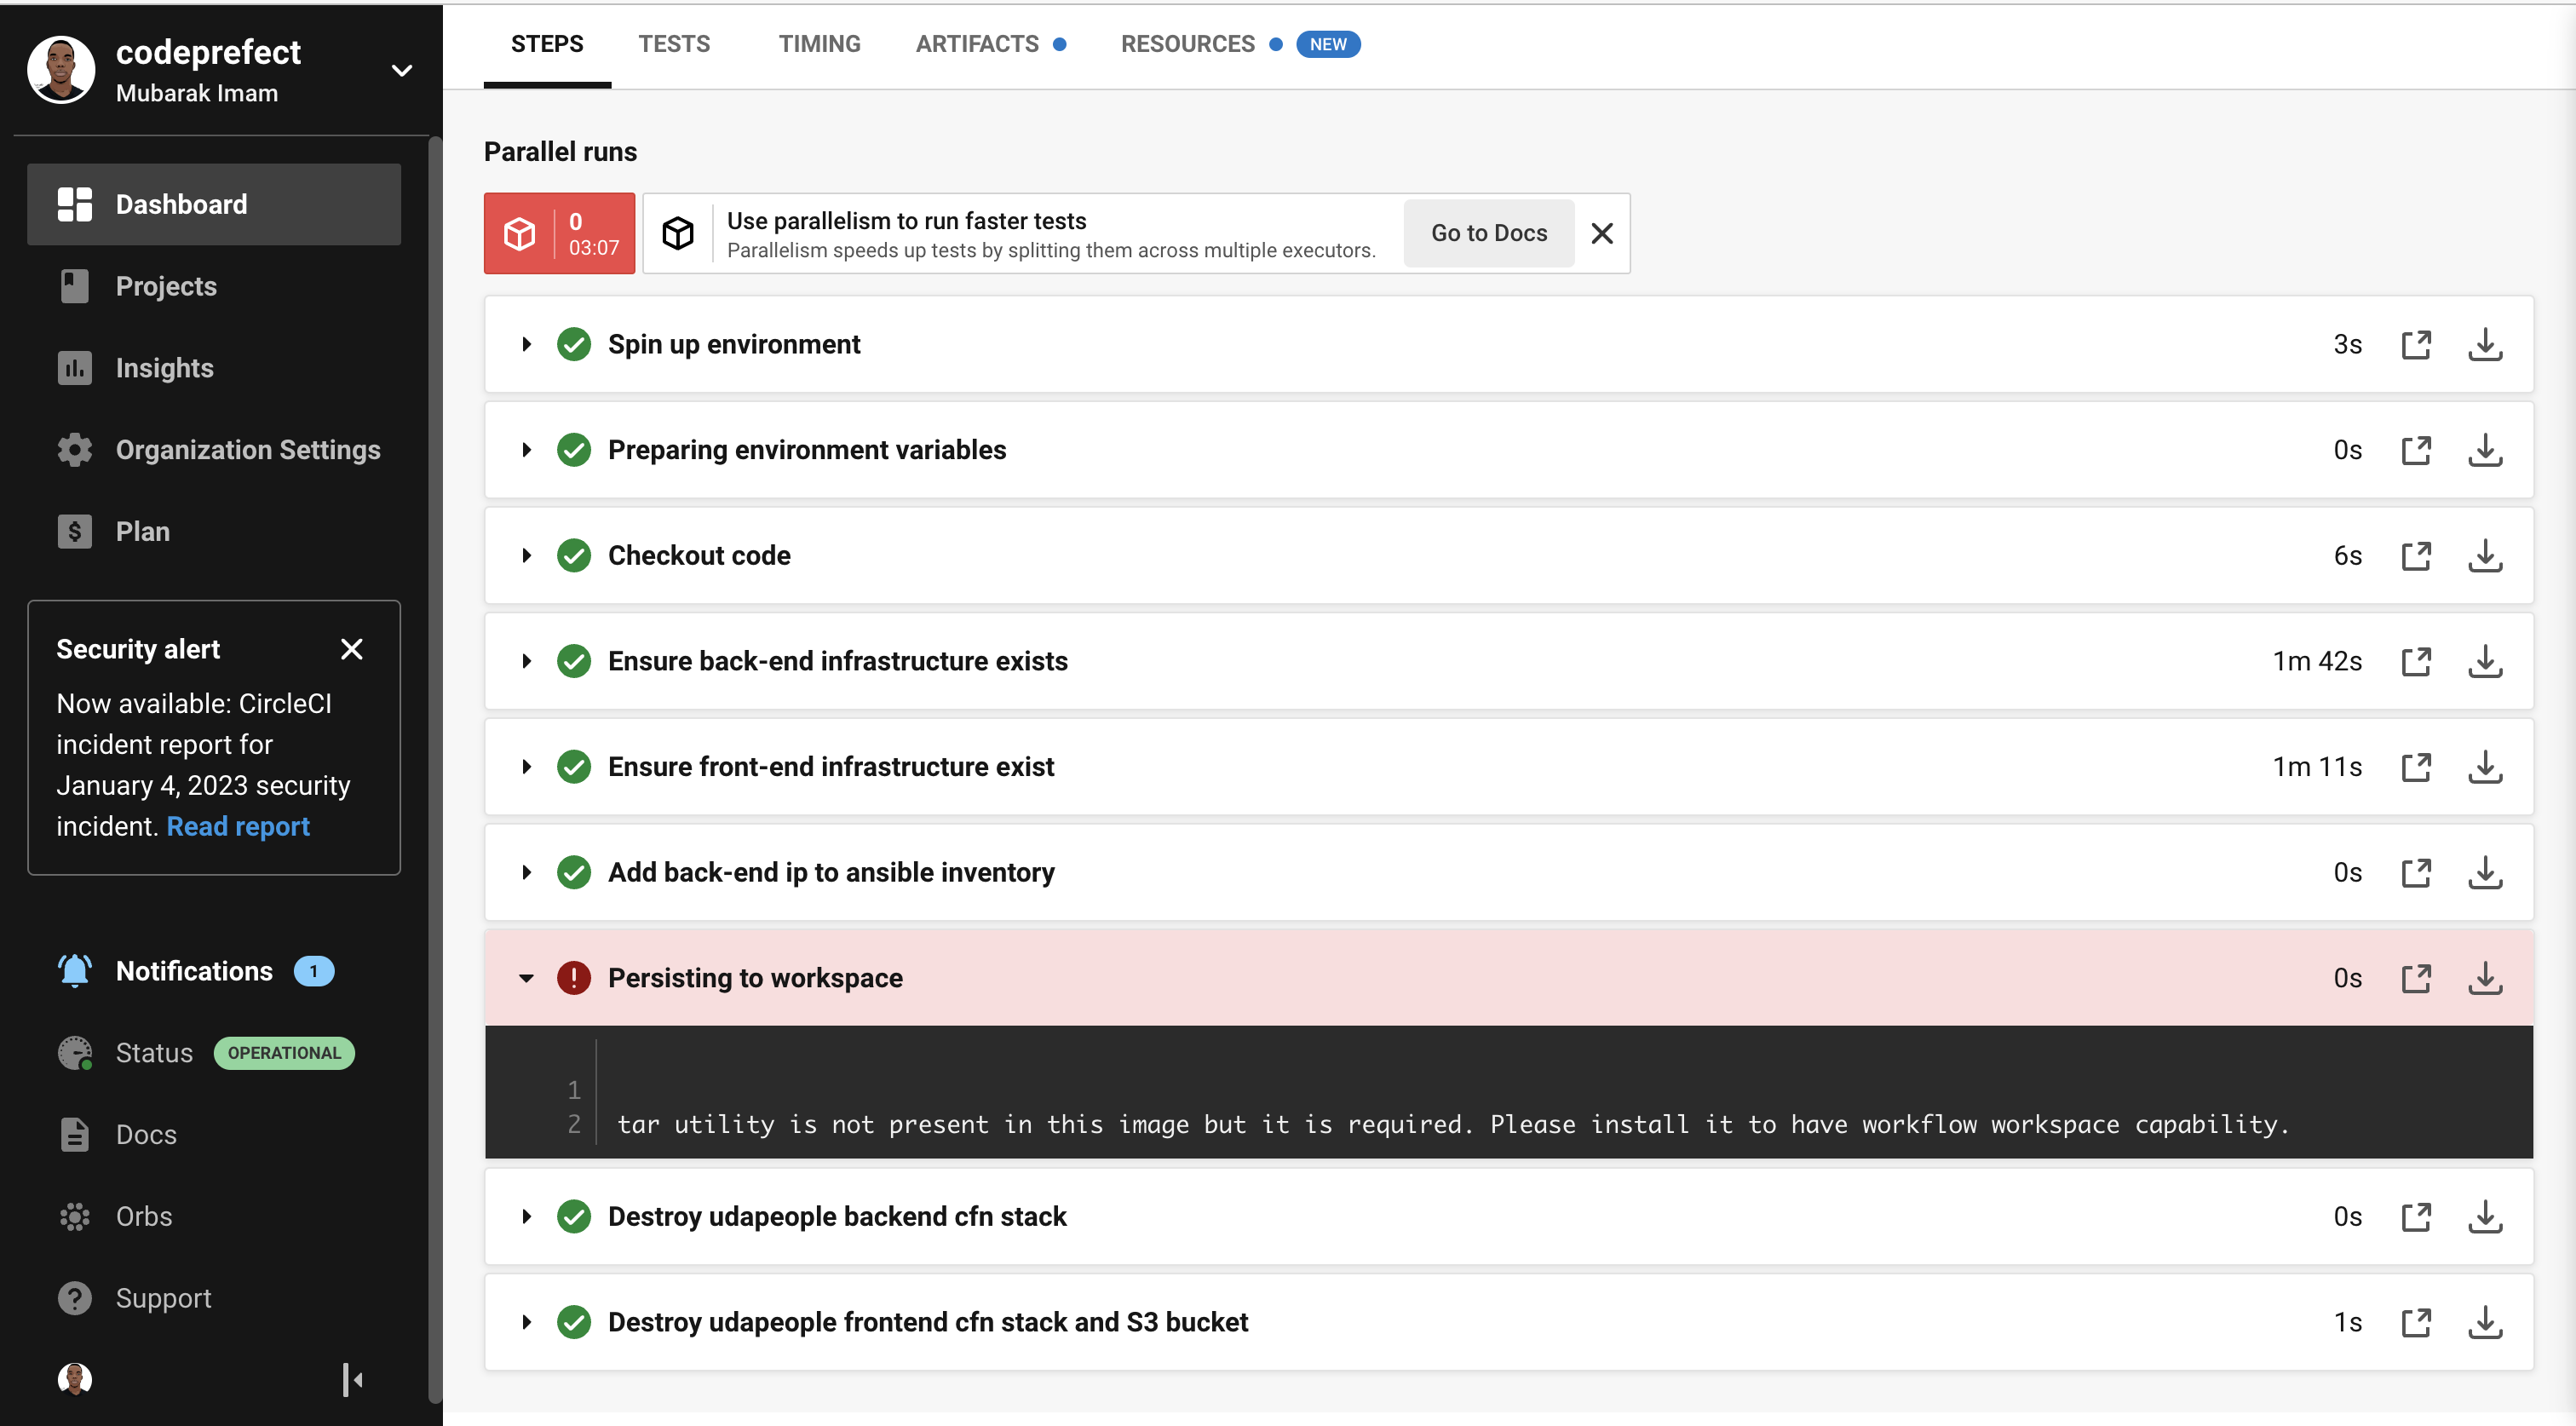 codeprefect
Mubarak Imam
Dashboard
Projects
Insights
Organization Settings
$ Plan
Security alert
Now available: CircleCI
incident report for
January 4, 2023 security
incident. Read report
Notifications 1
Status OPERATIONAL
Docs
Orbs
? Support
STEPS TESTS TIMING ARTIFACTS RESOURCES NEW
Parallel runs
0
03:07
Use parallelism to run faster tests
Parallelism speeds up tests by splitting them across multiple executors.
Go to Docs
Spin up environment 3s
Preparing environment variables 0s
Checkout code 6s
Ensure back-end infrastructure exists 1m 42s
Ensure front-end infrastructure exist 1m 11s
Add back-end ip to ansible inventory 0s
! Persisting to workspace 0s
1
2 tar utility is not present in this image but it is required. Please install it to have workflow workspace capability.
Destroy udapeople backend cfn stack 0s
Destroy udapeople frontend cfn stack and S3 bucket 1s